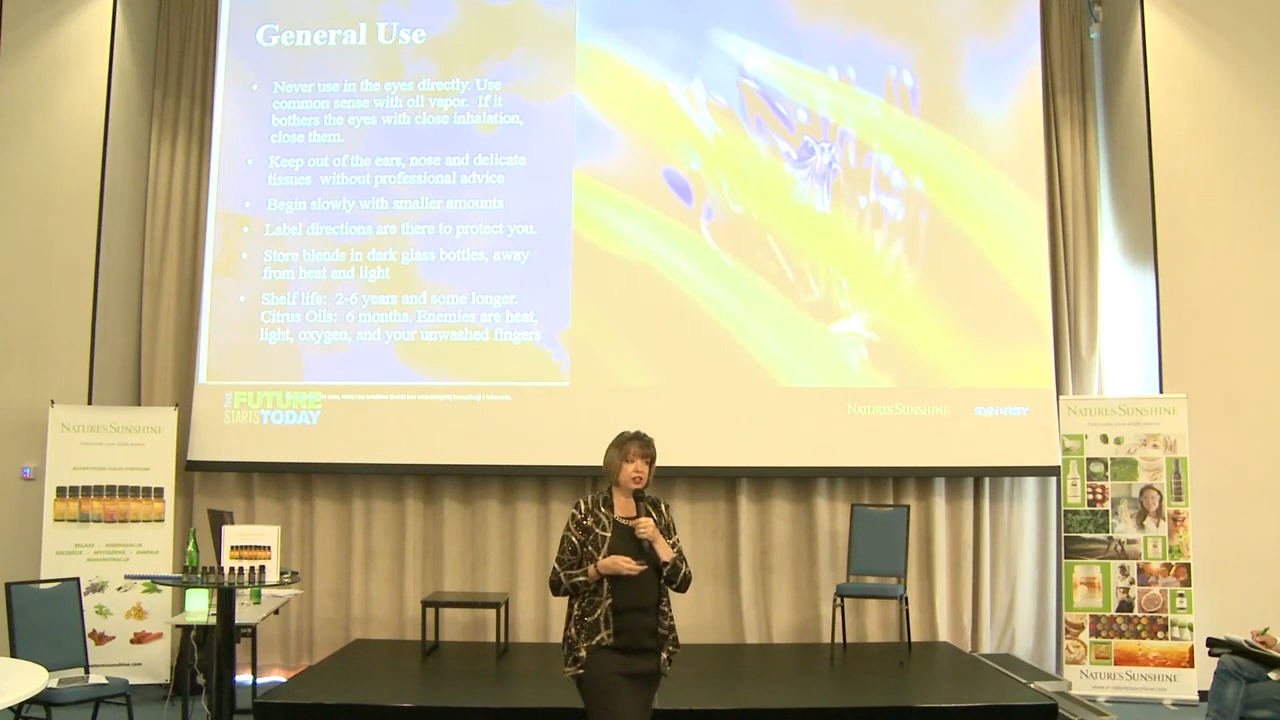 General Use
• Never use in the eyes directly. Use
common sense with oil vapor. If it
bothers the eyes with close inhalation,
close them.
• Keep out of the ears, nose and delicate
tissues without professional advice
• Begin slowly with smaller amounts
• Label directions are there to protect you.
• Store blends in dark glass bottles, away
from heat and light
• Shelf life: 2-6 years and some longer.
Citrus Oils: 6 months. Enemies are heat,
light, oxygen, and your unwashed fingers
THE FUTURE
STARTS TODAY
NATURE'S SUNSHINE
SYNERGY
NATURE'S SUNSHINE
NATURE'S SUNSHINE
NATURE'S SUNSHINE